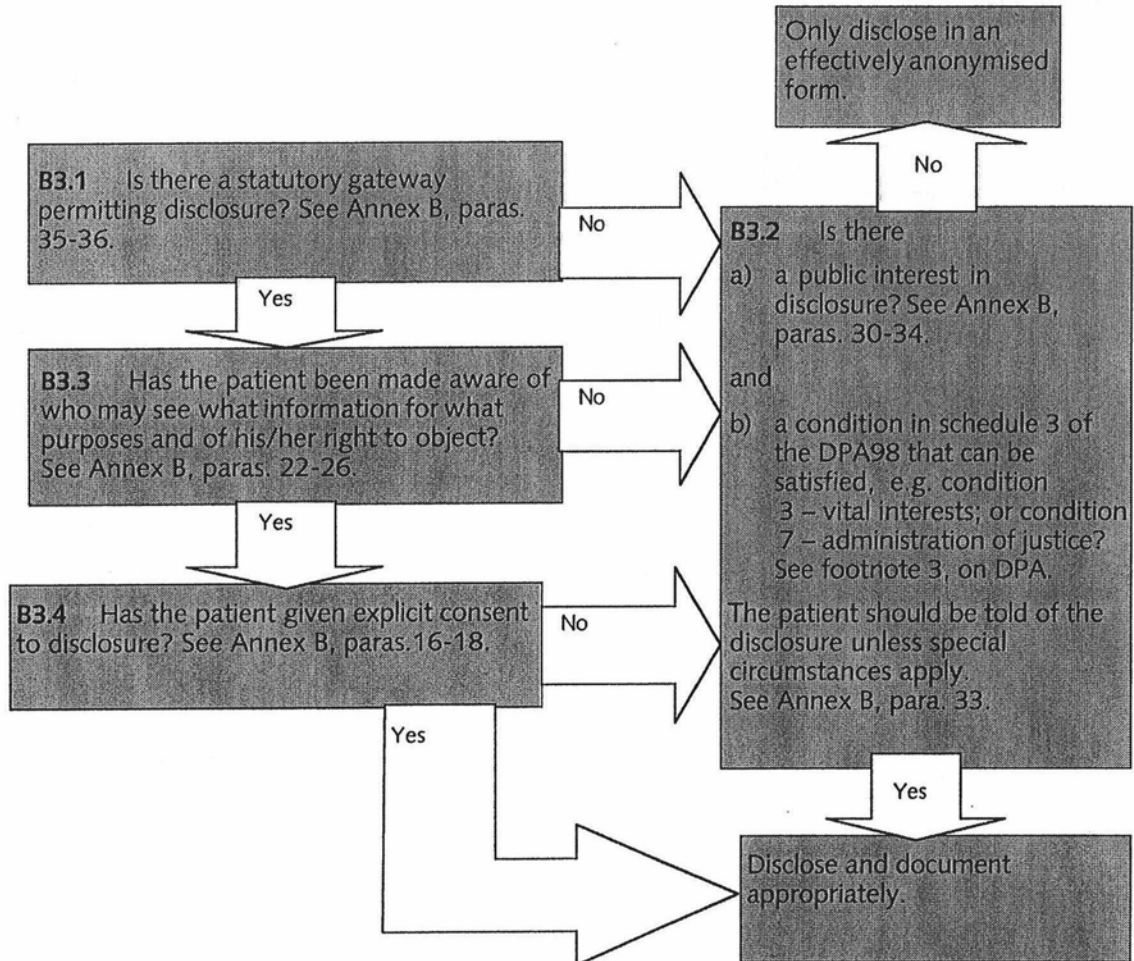 Only disclose in an
effectively anonymised
form.
No
B3.1 Is there a statutory gateway
permitting disclosure? See Annex B, paras.
35-36.
No
Yes
B3.2 Is there
a) a public interest in
disclosure? See Annex B,
paras. 30-34.
and
b) a condition in schedule 3 of
the DPA98 that can be
satisfied, e.g. condition
3 – vital interests; or condition
7 – administration of justice?
See footnote 3, on DPA.
The patient should be told of the
disclosure unless special
circumstances apply.
See Annex B, para. 33.
B3.3 Has the patient been made aware of
who may see what information for what
purposes and of his/her right to object?
See Annex B, paras. 22-26.
No
Yes
B3.4 Has the patient given explicit consent
to disclosure? See Annex B, paras.16-18.
No
Yes
Yes
Disclose and document
appropriately.